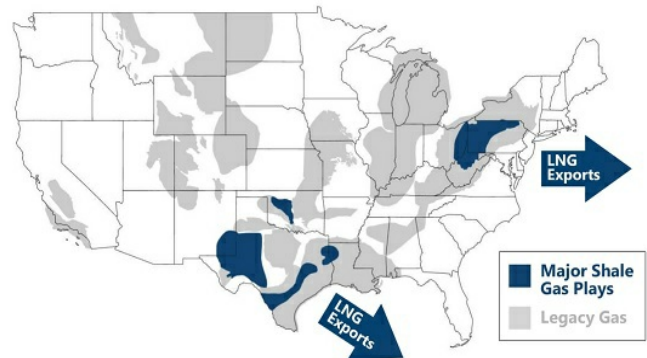 LNG
Exports
LNG
Exports
Major Shale
Gas Plays
Legacy Gas